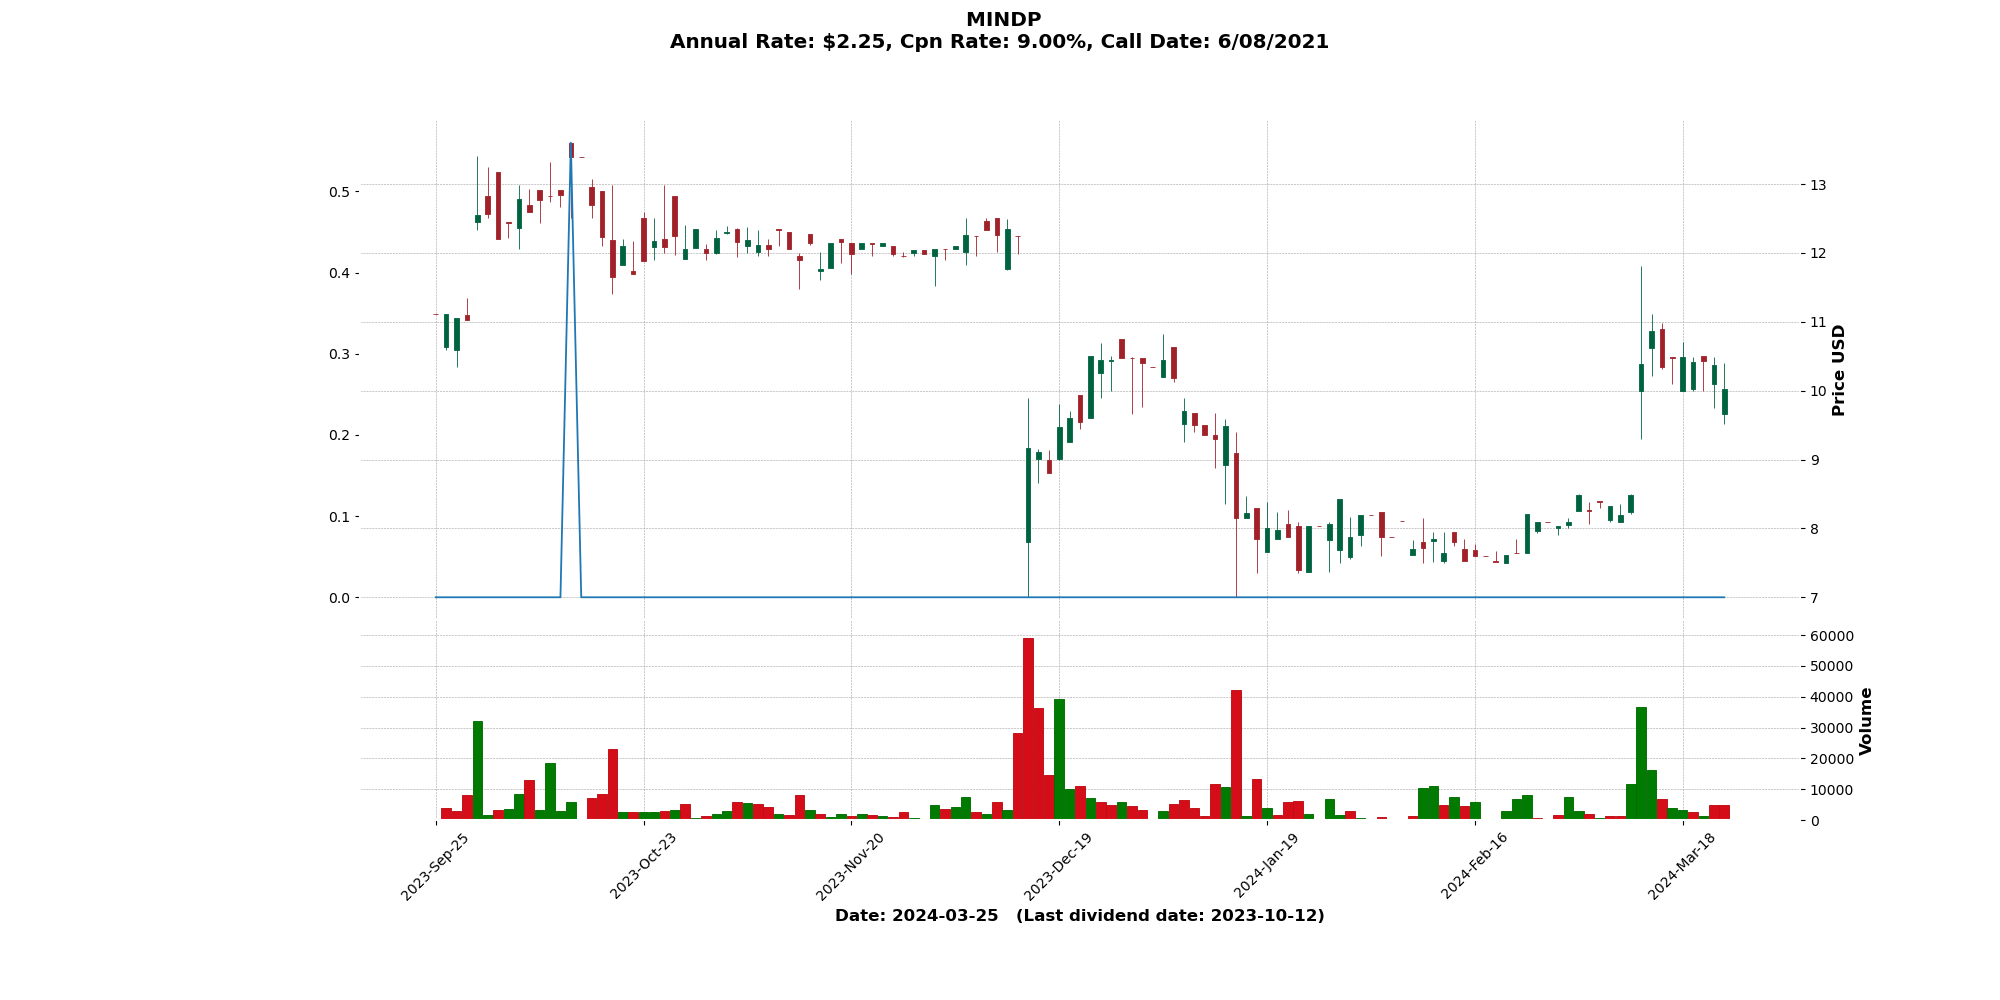 MINDP
Annual Rate: $2.25, Cpn Rate: 9.00%, Call Date: 6/08/2021
0.5
0.4
0.3
0.2
0.1
0.0
13
12
11
10
9
8
7
Price USD
60000
50000
40000
30000
20000
10000
0
Volume
2023-Sep-25
2023-Oct-23
2023-Nov-20
2023-Dec-19
2024-Jan-19
2024-Feb-16
2024-Mar-18
Date: 2024-03-25   (Last dividend date: 2023-10-12)